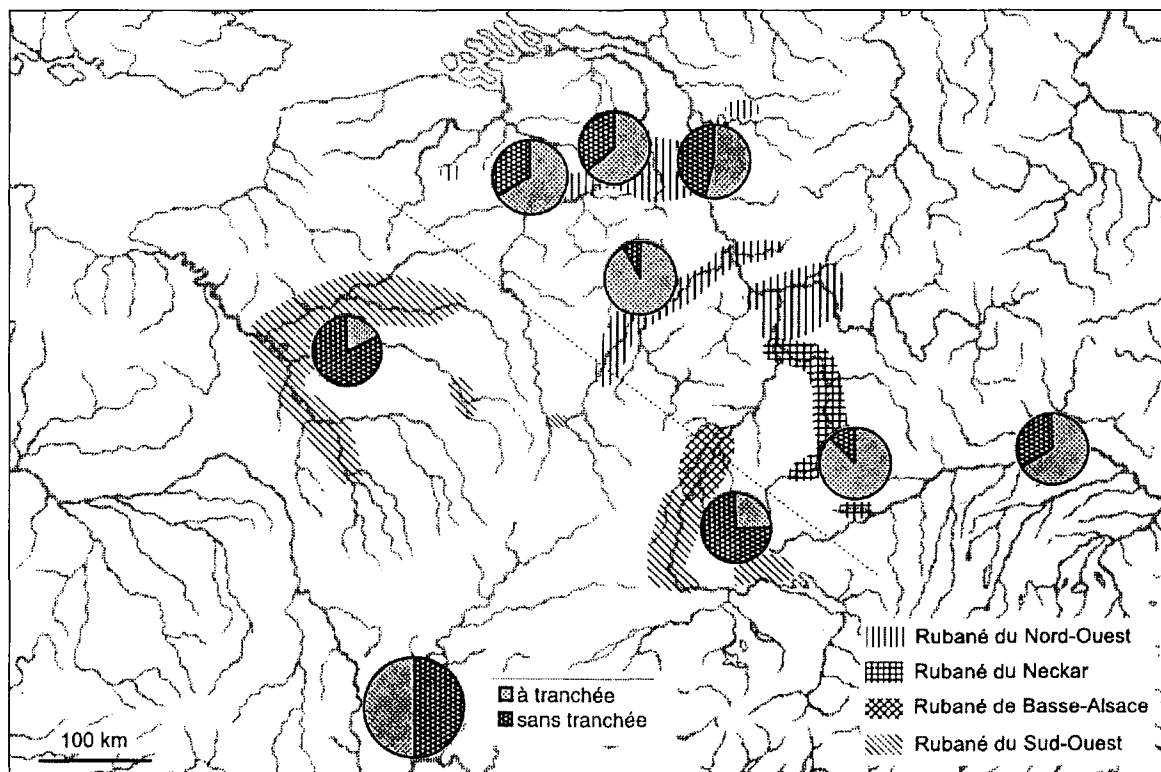 à tranchée
sans tranchée
100 km
Rubané du Nord-Ouest
Rubané du Neckar
Rubané de Basse-Alsace
Rubané du Sud-Ouest